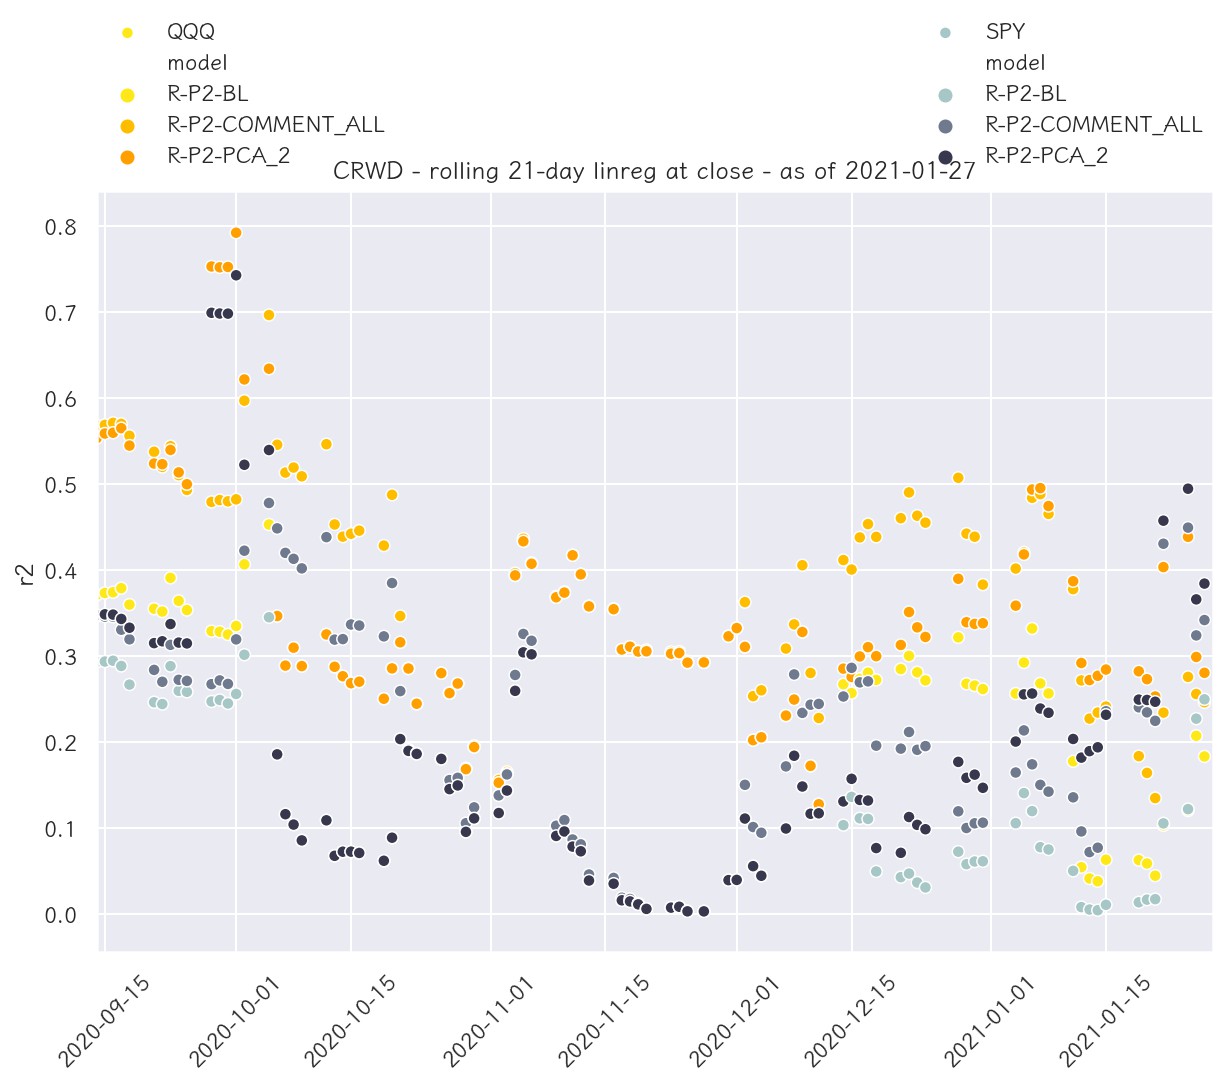 QQQ
model
R-P2-BL
R-P2-COMMENT_ALL
R-P2-PCA_2
SPY
model
R-P2-BL
R-P2-COMMENT_ALL
R-P2-PCA_2
CRWD - rolling 21-day linreg at close - as of 2021-01-27
r2
0.8
0.7
0.6
0.5
0.4
0.3
0.2
0.1
0.0
2020-09-15
2020-10-01
2020-10-15
2020-11-01
2020-11-15
2020-12-01
2020-12-15
2021-01-01
2021-01-15